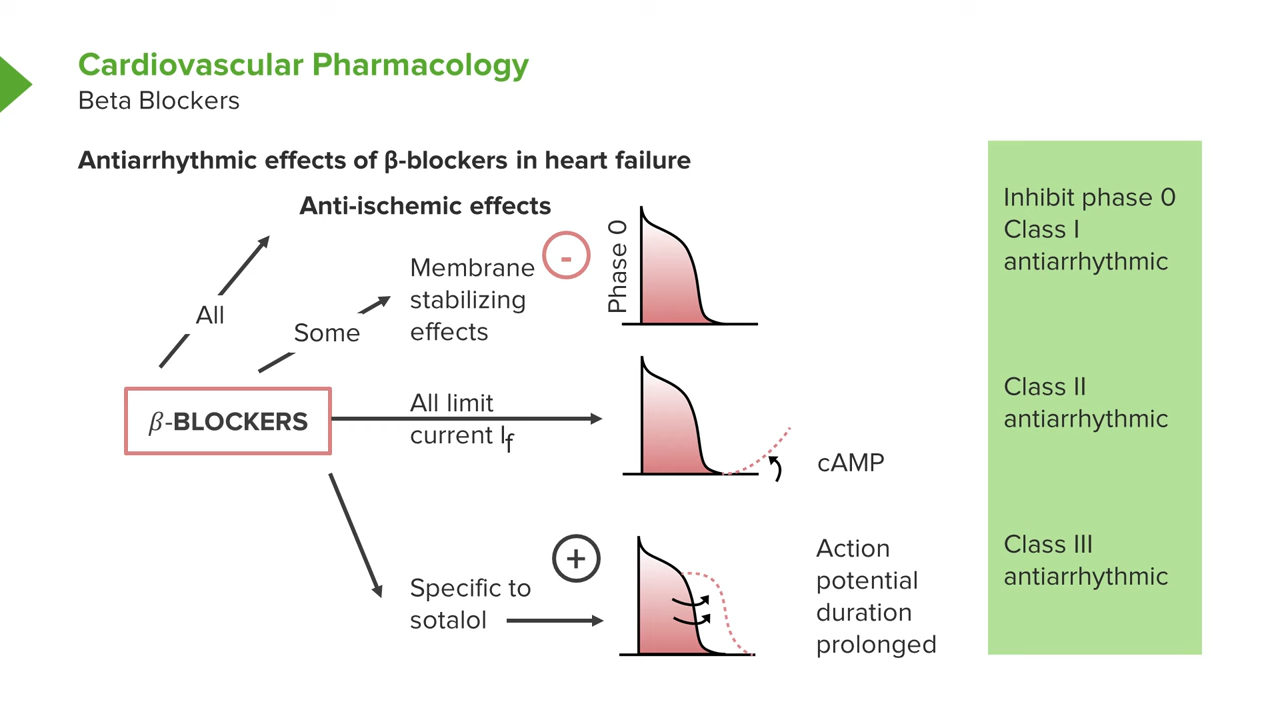 Cardiovascular Pharmacology
Beta Blockers
Antiarrhythmic effects of β-blockers in heart failure
Anti-ischemic effects
All
Some
Membrane
stabilizing
effects
-
Phase 0
Inhibit phase 0
Class I
antiarrhythmic
β-BLOCKERS
All limit
current If
cAMP
Class II
antiarrhythmic
Specific to
sotalol
+
Action
potential
duration
prolonged
Class III
antiarrhythmic